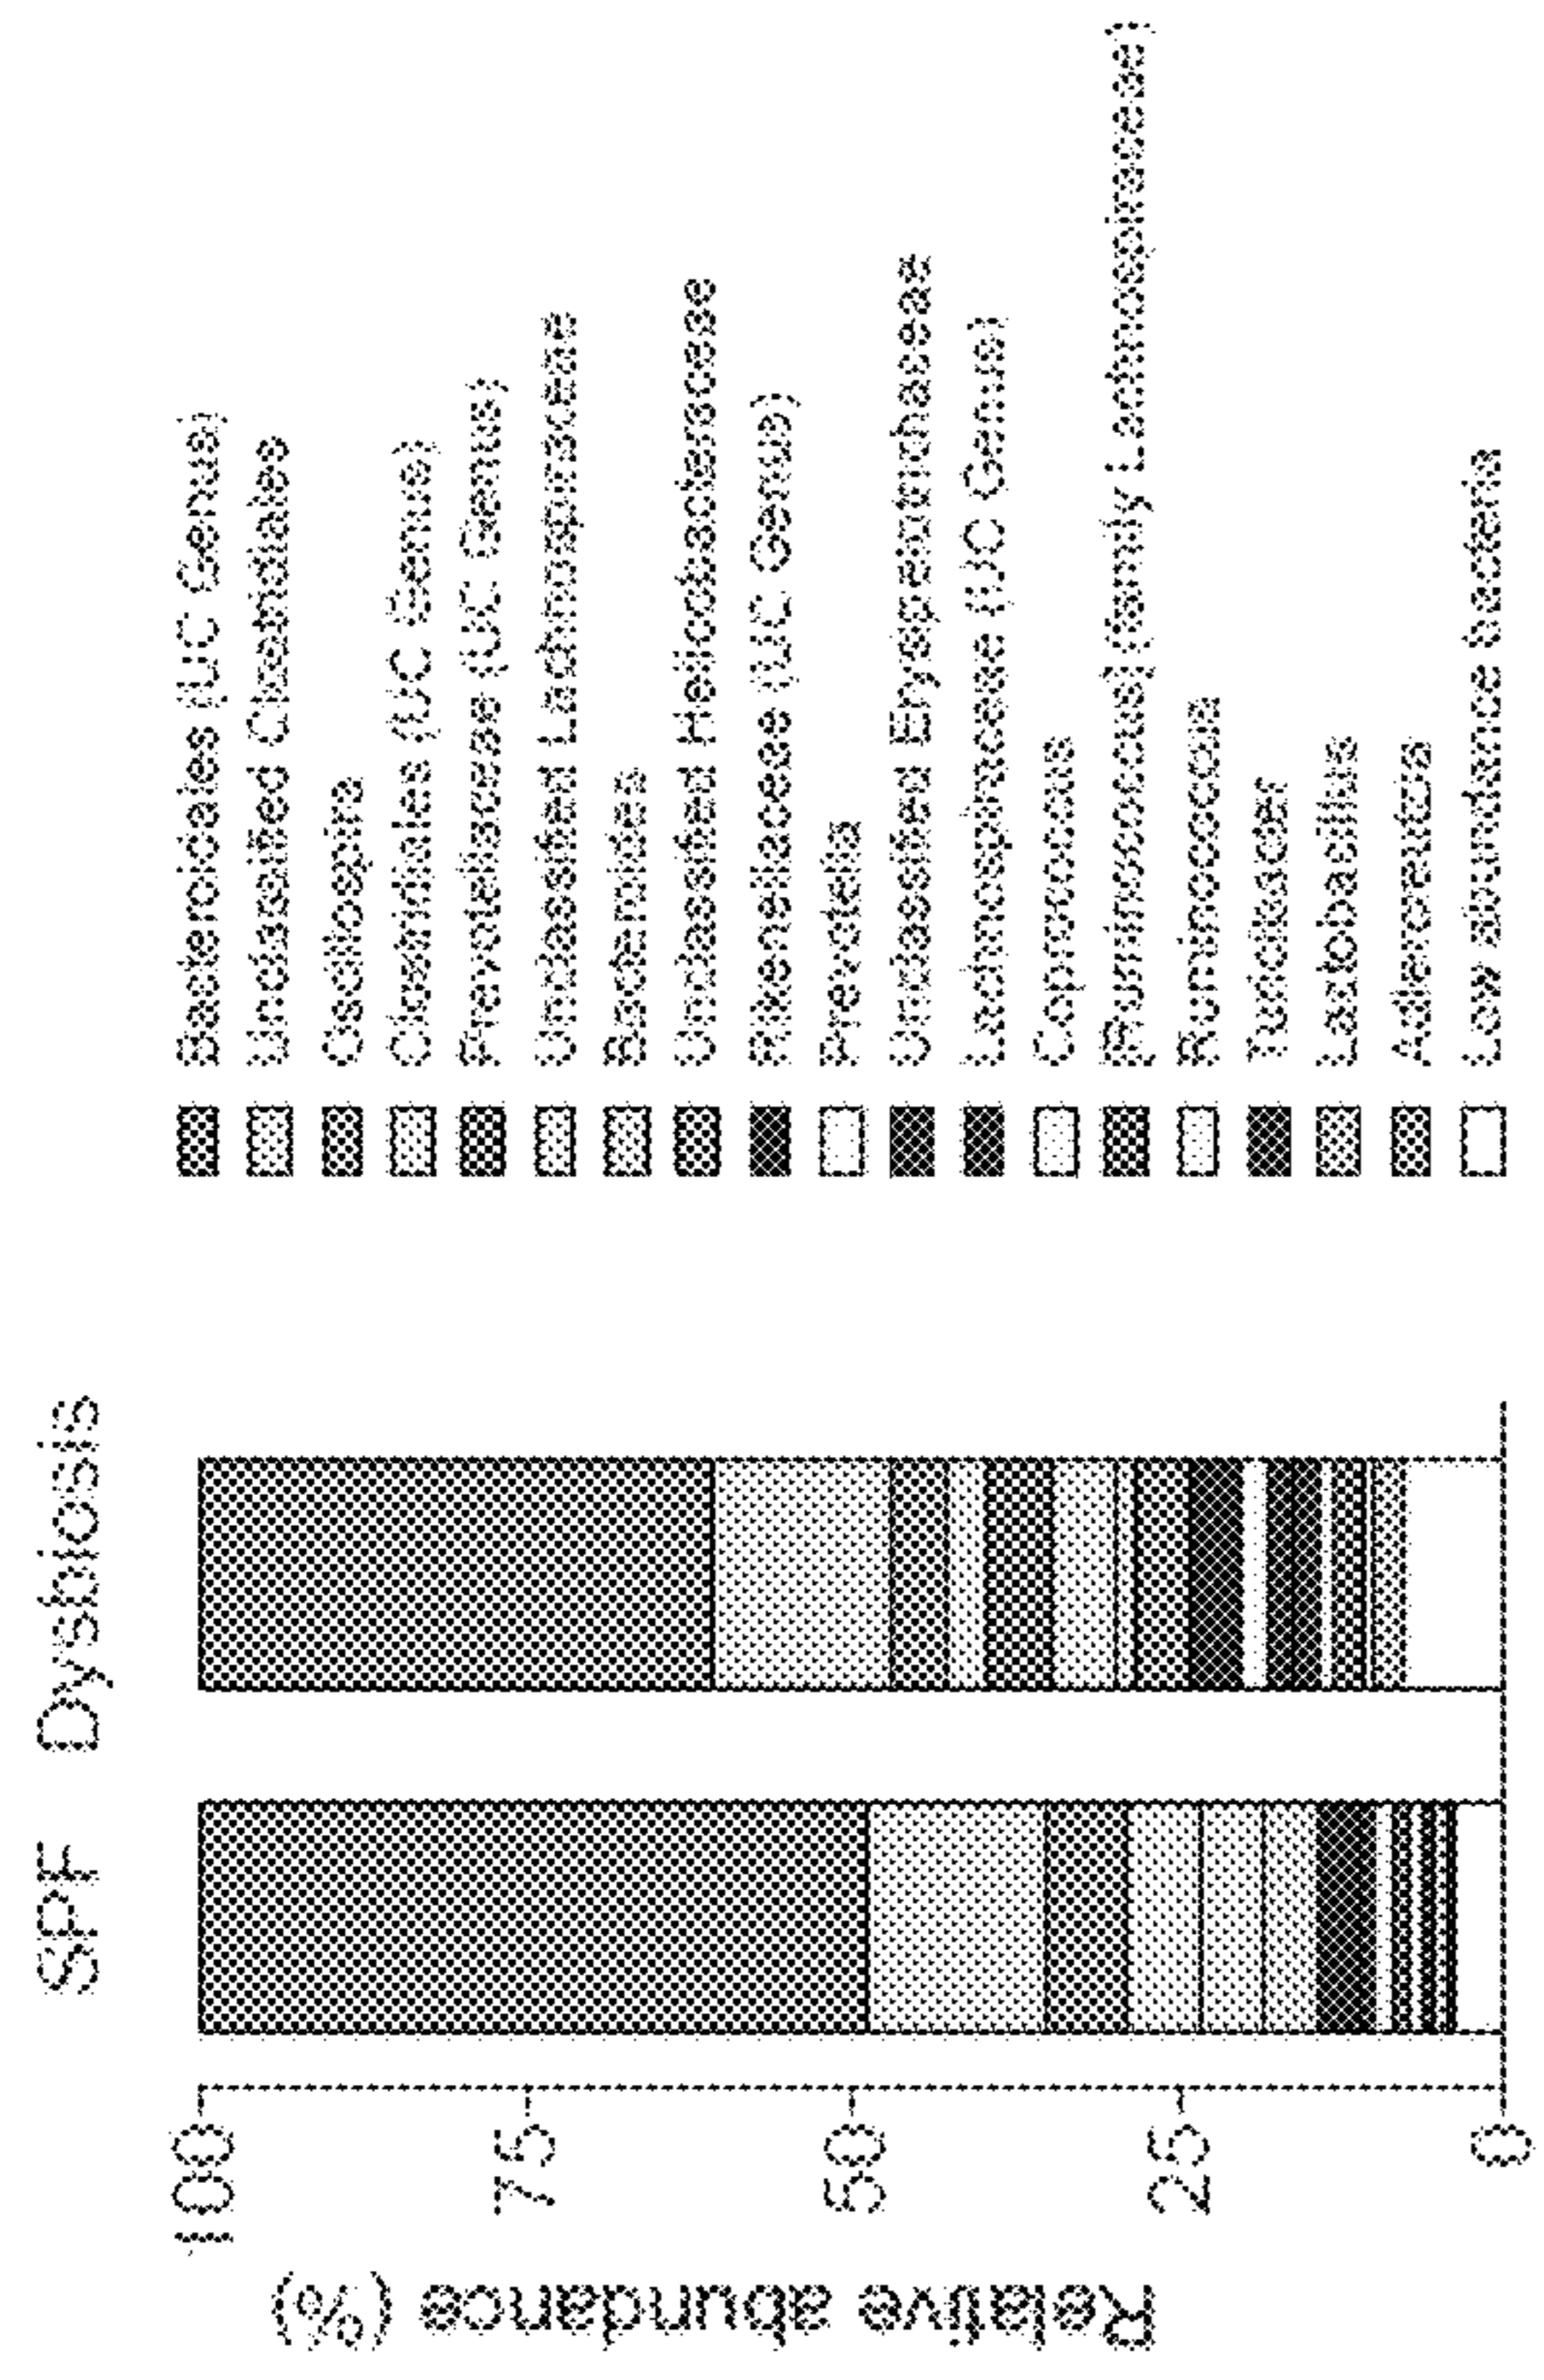 SPF
Dysbiosis
Relative abundance (%)
100
75
50
25
0
Bacteroidales (UC Genus)
Unclassified Clostridiales
Oscillospira
Clostridiales (UC Genus)
Prevotellaceae (UC Genus)
Unclassified Lachnospiraceae
Bacteroides
Unclassified Helicobacteraceae
Rikenellaceae (UC Genus)
Prevotella
Unclassified Erysipelotrichaceae
Lachnospiraceae (UC Genus)
Coprococcus
[Ruminococcus] (family Lachnospiraceae)
Ruminococcus
Turicibacter
Lactobacillus
Adlercreutzia
Low abundance bacteria